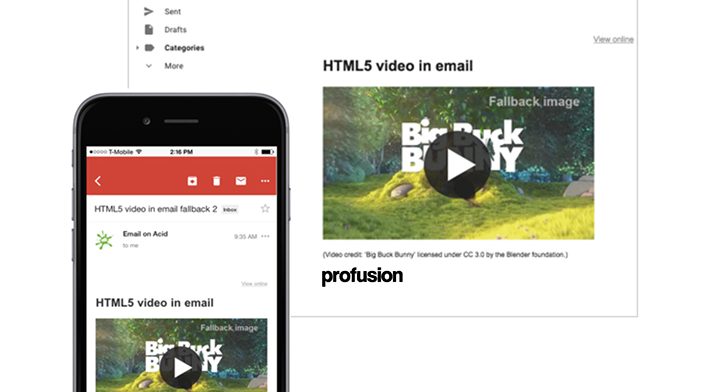 Sent
Drafts
Categories
More
View online
HTML5 video in email
Fallback image
Big Buck
BUNNY
(Video credit: 'Big Buck Bunny' licensed under CC 3.0 by the Blender foundation.)
profusion
T-Mobile
2:16 PM
HTML5 video in email fallback 2 Inbox
Email on Acid
9:35 AM
to me
View online
HTML5 video in email
Fallback image
Big Buck
BUNNY